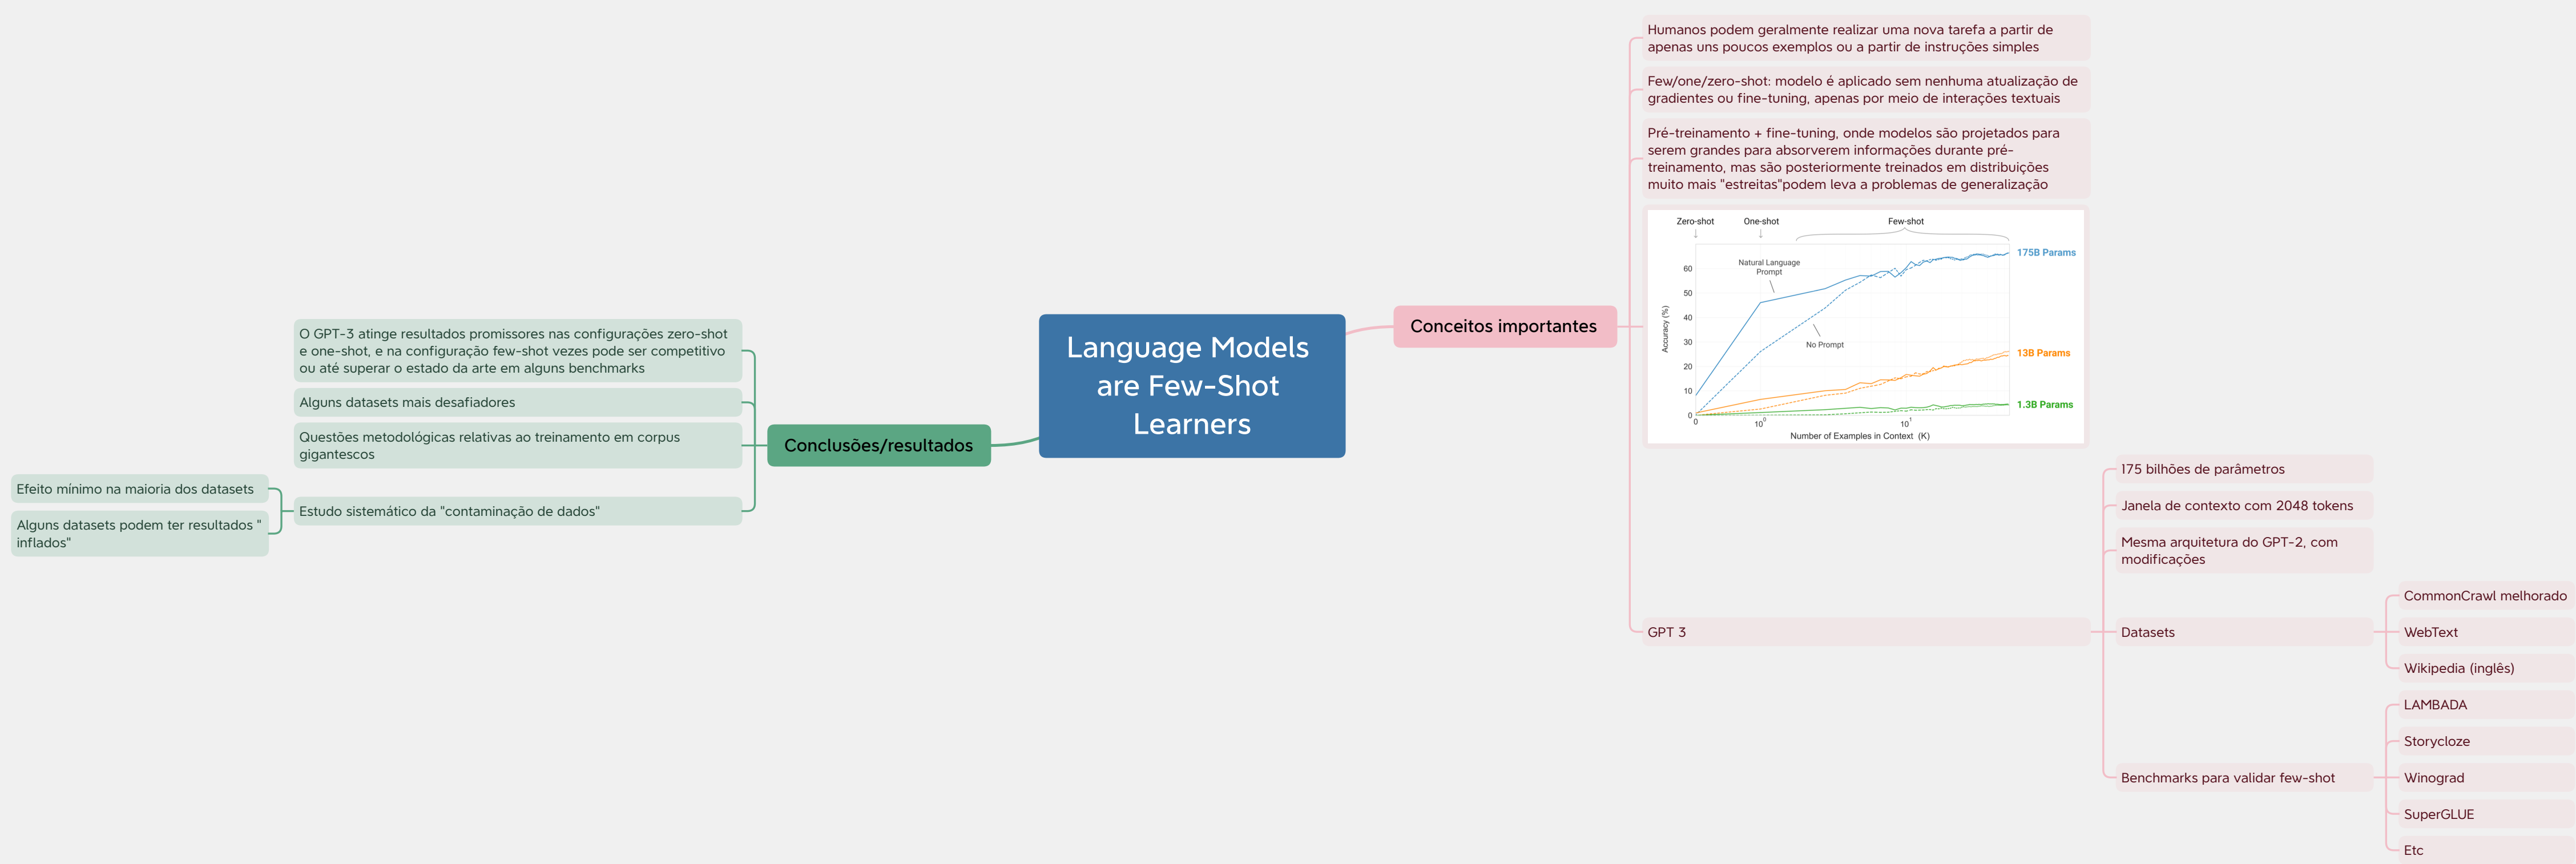 Language Models
are Few-Shot
Learners
Conceitos importantes
Humanos podem geralmente realizar uma nova tarefa a partir de
apenas uns poucos exemplos ou a partir de instruções simples
Few/one/zero-shot: modelo é aplicado sem nenhuma atualização de
gradientes ou fine-tuning, apenas por meio de interações textuais
Pré-treinamento + fine-tuning, onde modelos são projetados para
serem grandes para absorverem informações durante pré-
treinamento, mas são posteriormente treinados em distribuições
muito mais "estreitas"podem leva a problemas de generalização
Zero-shot One-shot Few-shot
175B Params
Natural Language
Prompt
No Prompt
13B Params
1.3B Params
Accuracy (%)
60
50
40
30
20
10
0
0 10⁰ 10¹
Number of Examples in Context (K)
GPT 3
175 bilhões de parâmetros
Janela de contexto com 2048 tokens
Mesma arquitetura do GPT-2, com
modificações
Datasets
CommonCrawl melhorado
WebText
Wikipedia (inglês)
Benchmarks para validar few-shot
LAMBADA
Storycloze
Winograd
SuperGLUE
Etc
Conclusões/resultados
O GPT-3 atinge resultados promissores nas configurações zero-shot
e one-shot, e na configuração few-shot vezes pode ser competitivo
ou até superar o estado da arte em alguns benchmarks
Alguns datasets mais desafiadores
Questões metodológicas relativas ao treinamento em corpus
gigantescos
Estudo sistemático da "contaminação de dados"
Efeito mínimo na maioria dos datasets
Alguns datasets podem ter resultados "
inflados"